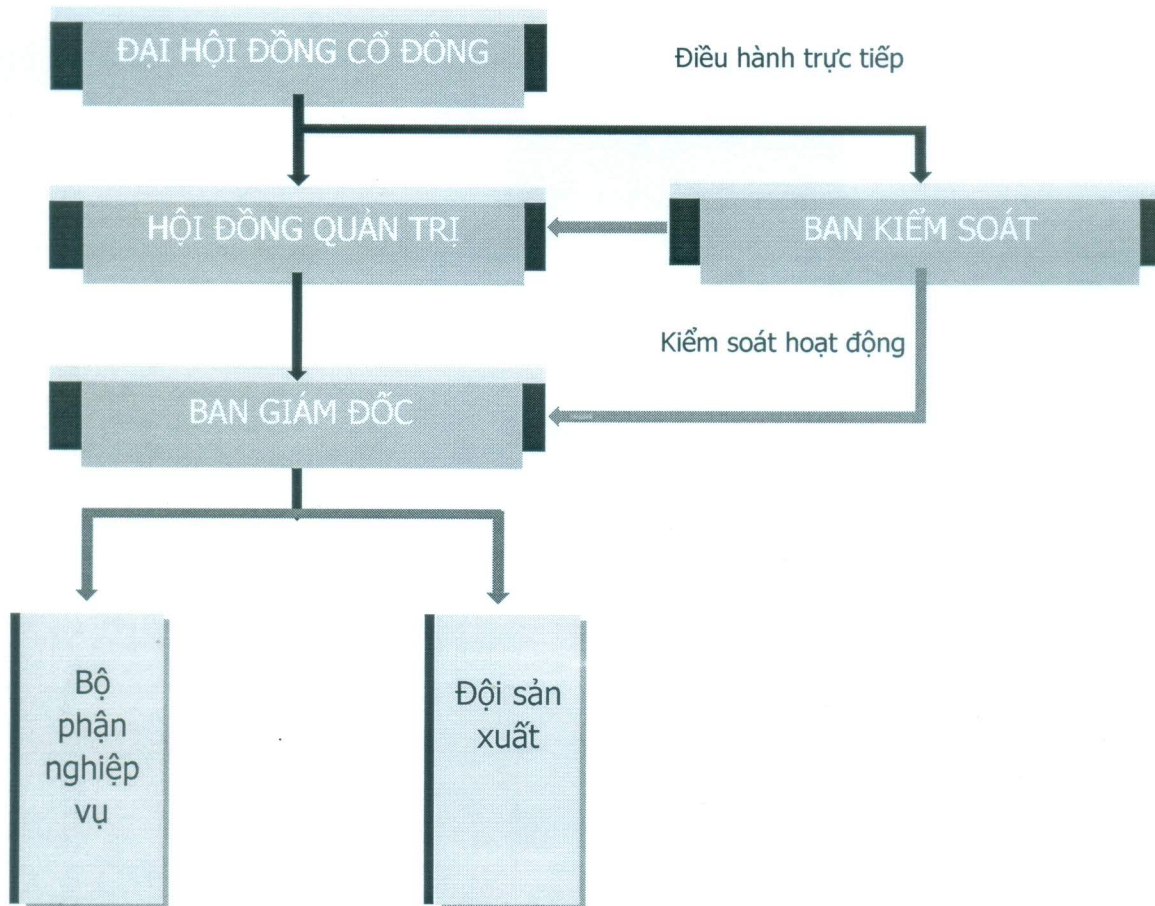 ĐẠI HỘI ĐỒNG CỔ ĐÔNG
Điều hành trực tiếp
HỘI ĐỒNG QUẢN TRỊ
BAN KIỂM SOÁT
Kiểm soát hoạt động
BAN GIÁM ĐỐC
Bộ
phận
nghiệp
vụ
Đội sản
xuất